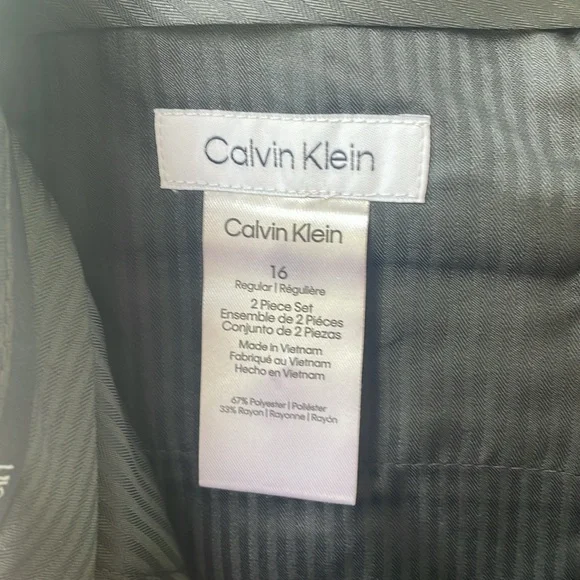 Calvin Klein
Calvin Klein
16
Regular | Régulière
2 Piece Set
Ensemble de 2 Pièces
Conjunto de 2 Piezas
Made in Vietnam
Fabriqué au Vietnam
Hecho en Vietnam
67% Polyester | Poliéster
33% Rayon | Rayonne | Rayón